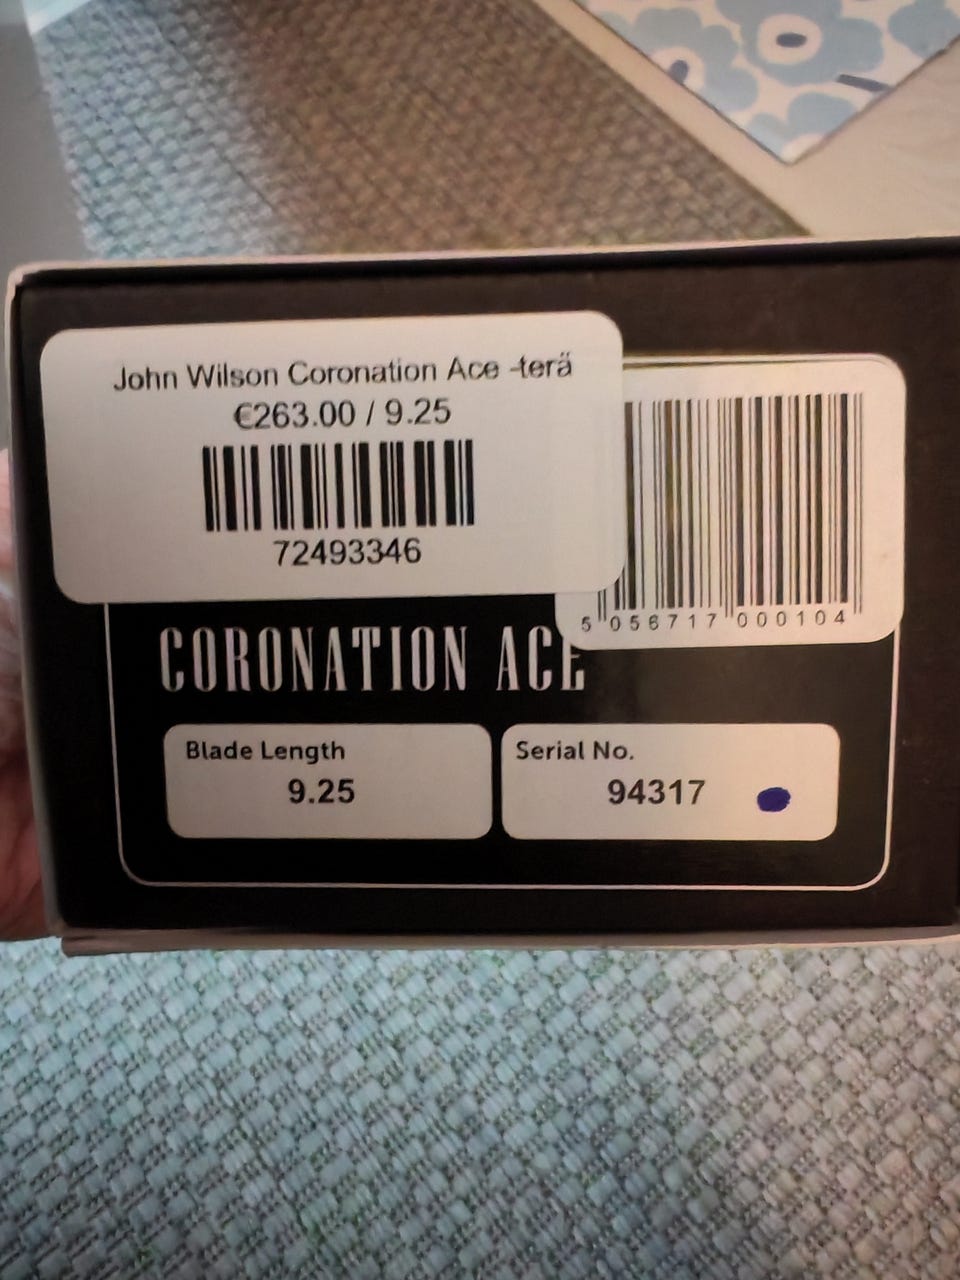 John Wilson Coronation Ace -terä
€263.00 / 9.25
72493346
5 056717 000104
CORONATION ACE
Blade Length
9.25
Serial No.
94317